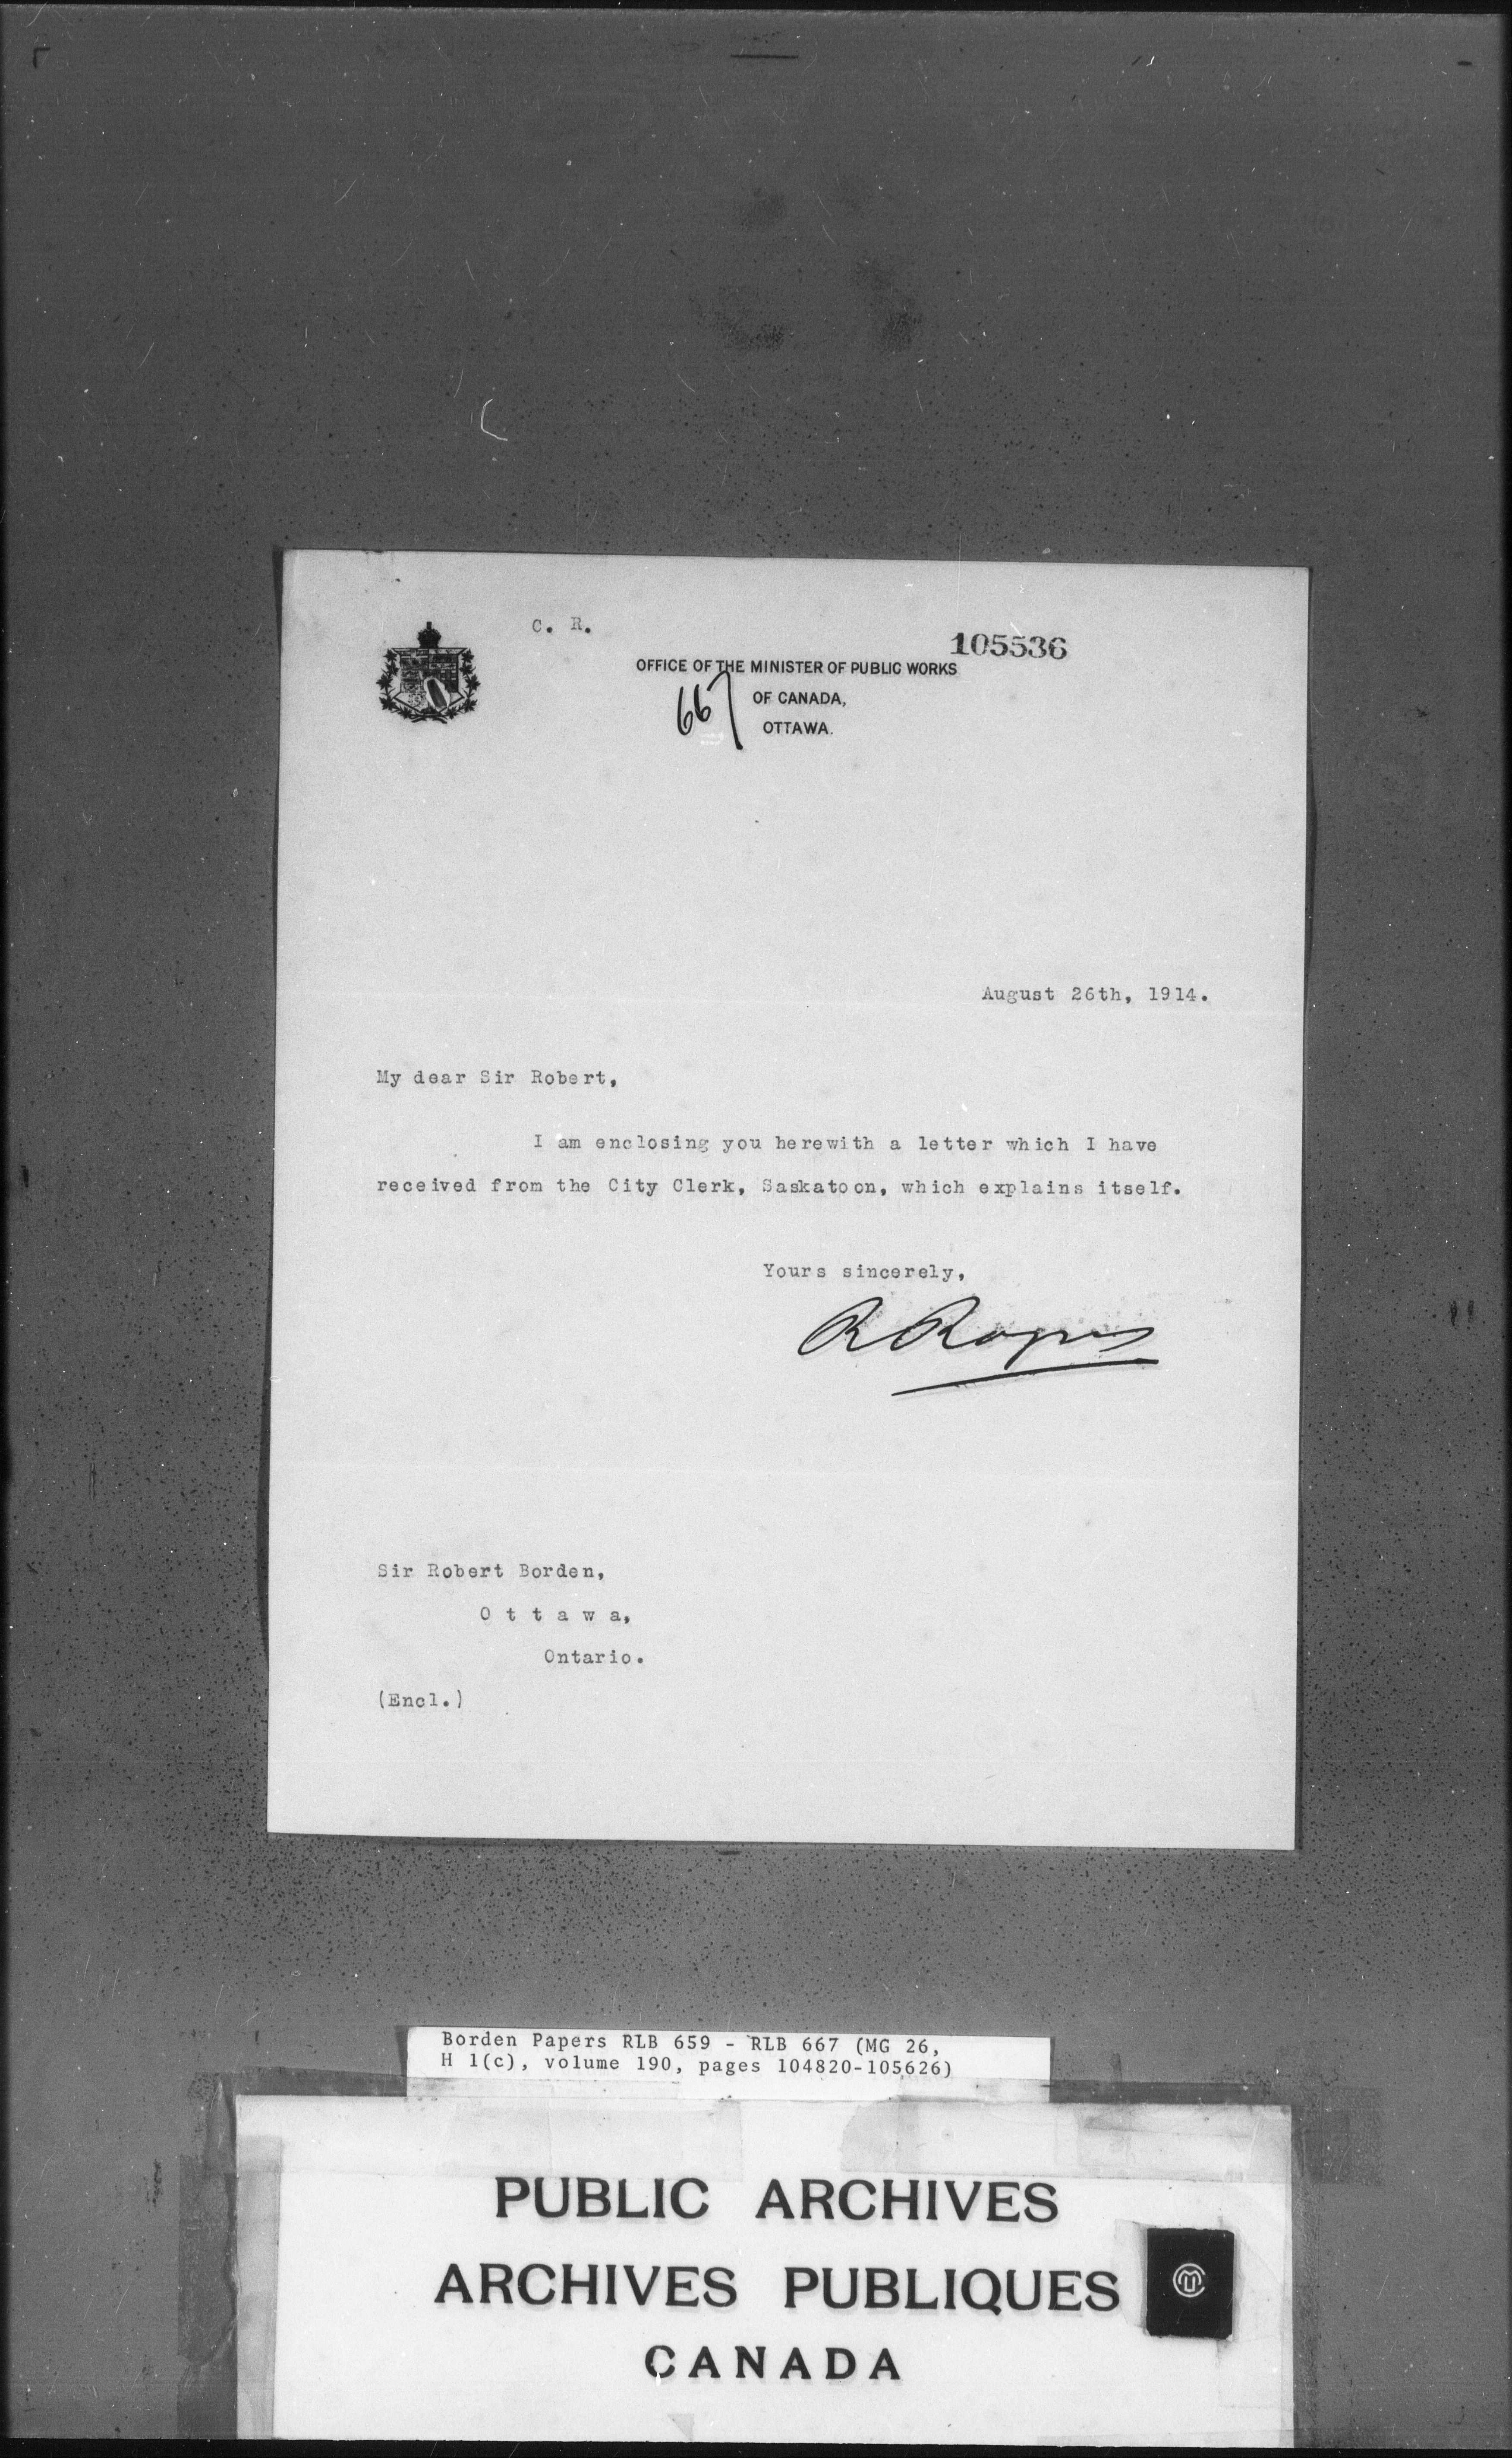 C. R.
105536
OFFICE OF THE MINISTER OF PUBLIC WORKS
OF CANADA,
OTTAWA.
667
August 26th, 1914.
My dear Sir Robert,
I am enclosing you herewith a letter which I have
received from the City Clerk, Saskatoon, which explains itself.
Yours sincerely,
R Rogers
Sir Robert Borden,
O t t a w a,
Ontario.
(Encl.)
Borden Papers RLB 659 - RLB 667 (MG 26,
H 1(c), volume 190, pages 104820-105626)
PUBLIC ARCHIVES
ARCHIVES PUBLIQUES
CANADA